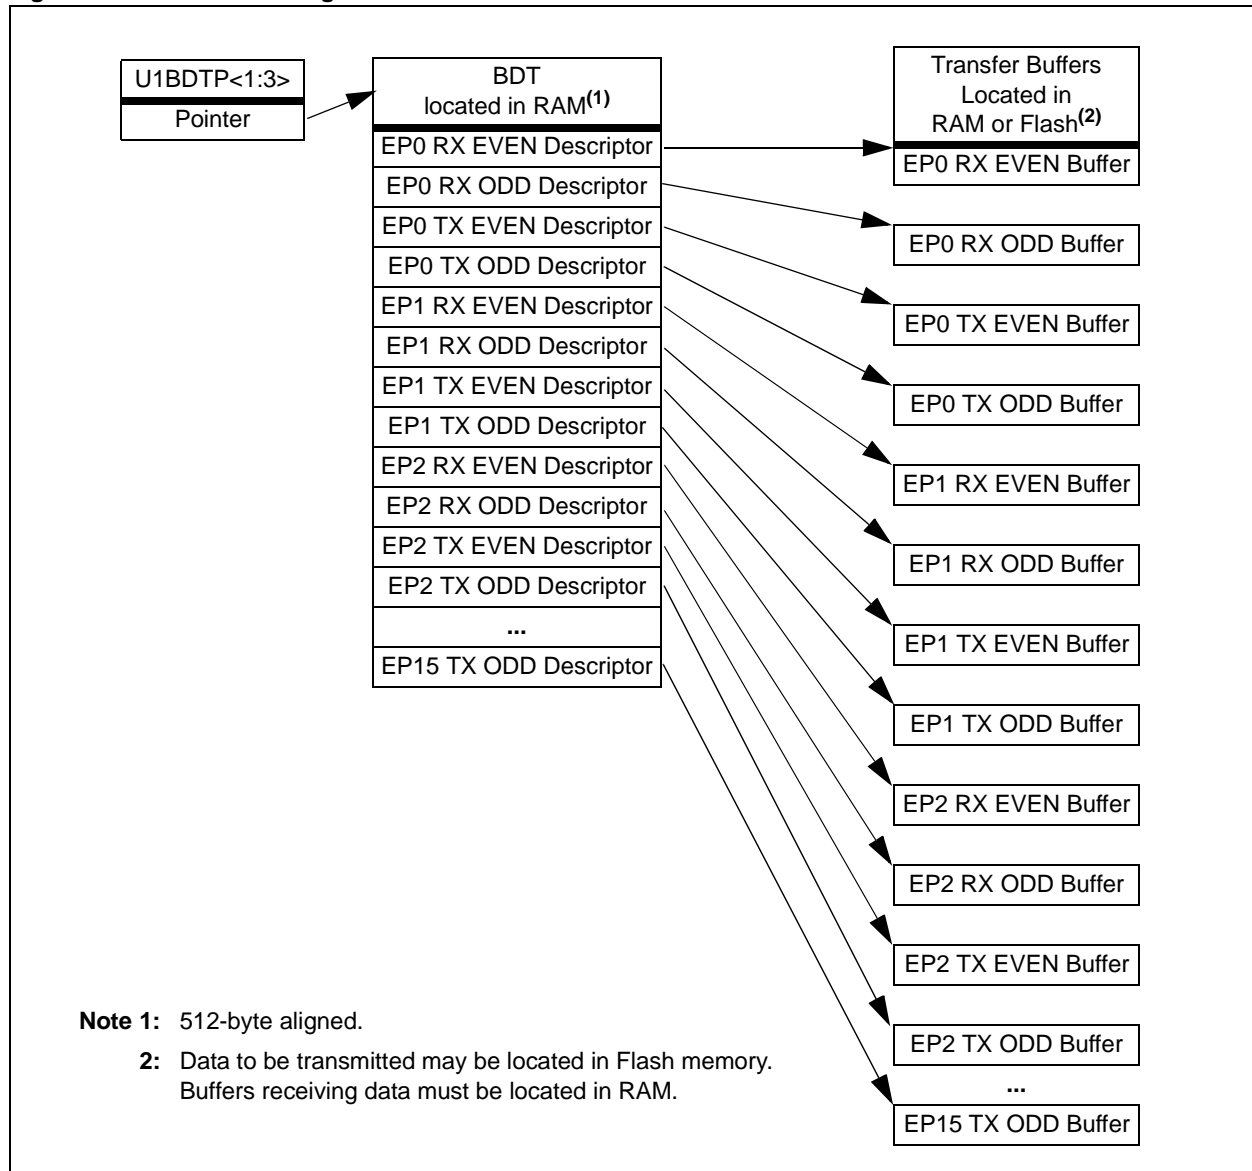 U1BDTP<1:3>
Pointer
BDT
located in RAM(1)
EP0 RX EVEN Descriptor
EP0 RX ODD Descriptor
EP0 TX EVEN Descriptor
EP0 TX ODD Descriptor
EP1 RX EVEN Descriptor
EP1 RX ODD Descriptor
EP1 TX EVEN Descriptor
EP1 TX ODD Descriptor
EP2 RX EVEN Descriptor
EP2 RX ODD Descriptor
EP2 TX EVEN Descriptor
EP2 TX ODD Descriptor
...
EP15 TX ODD Descriptor
Transfer Buffers
Located in
RAM or Flash(2)
EP0 RX EVEN Buffer
EP0 RX ODD Buffer
EP0 TX EVEN Buffer
EP0 TX ODD Buffer
EP1 RX EVEN Buffer
EP1 RX ODD Buffer
EP1 TX EVEN Buffer
EP1 TX ODD Buffer
EP2 RX EVEN Buffer
EP2 RX ODD Buffer
EP2 TX EVEN Buffer
EP2 TX ODD Buffer
...
EP15 TX ODD Buffer
Note 1: 512-byte aligned.
2: Data to be transmitted may be located in Flash memory.
Buffers receiving data must be located in RAM.